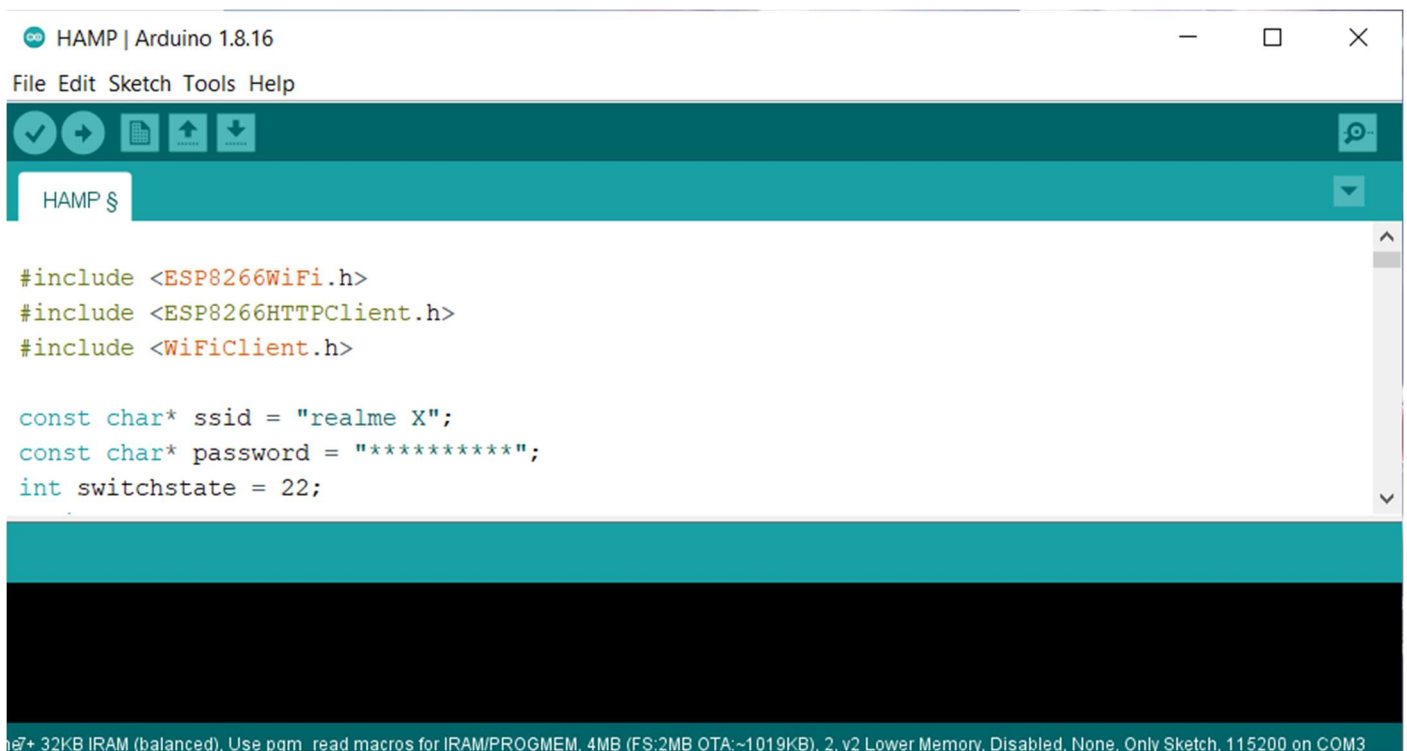 HAMP | Arduino 1.8.16
File Edit Sketch Tools Help
HAMP §
#include <ESP8266WiFi.h>
#include <ESP8266HTTPClient.h>
#include <WiFiClient.h>
const char* ssid = "realme X";
const char* password = "**********";
int switchstate = 22;
32KB IRAM (balanced), Use pgm_read macros for IRAM/PROGMEM, 4MB (FS:2MB OTA:~1019KB), 2, v2 Lower Memory, Disabled, None, Only Sketch, 115200 on COM3